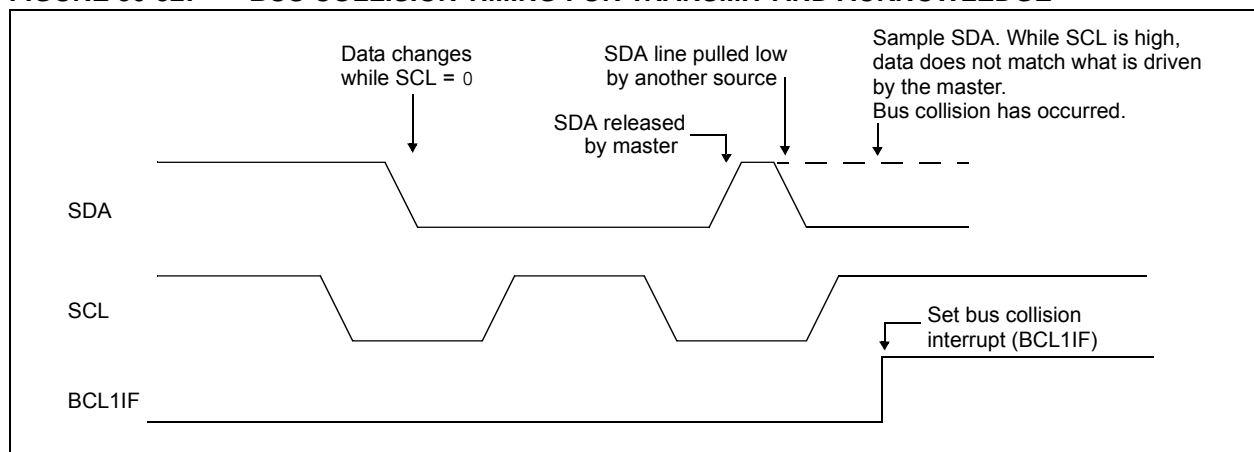 FIGURE BUS COLLISION TIMING FOR TRANSMIT AND ACKNOWLEDGE
Data changes
while SCL = 0
SDA line pulled low
by another source
SDA released
by master
Sample SDA. While SCL is high,
data does not match what is driven
by the master.
Bus collision has occurred.
SDA
SCL
Set bus collision
interrupt (BCL1IF)
BCL1IF